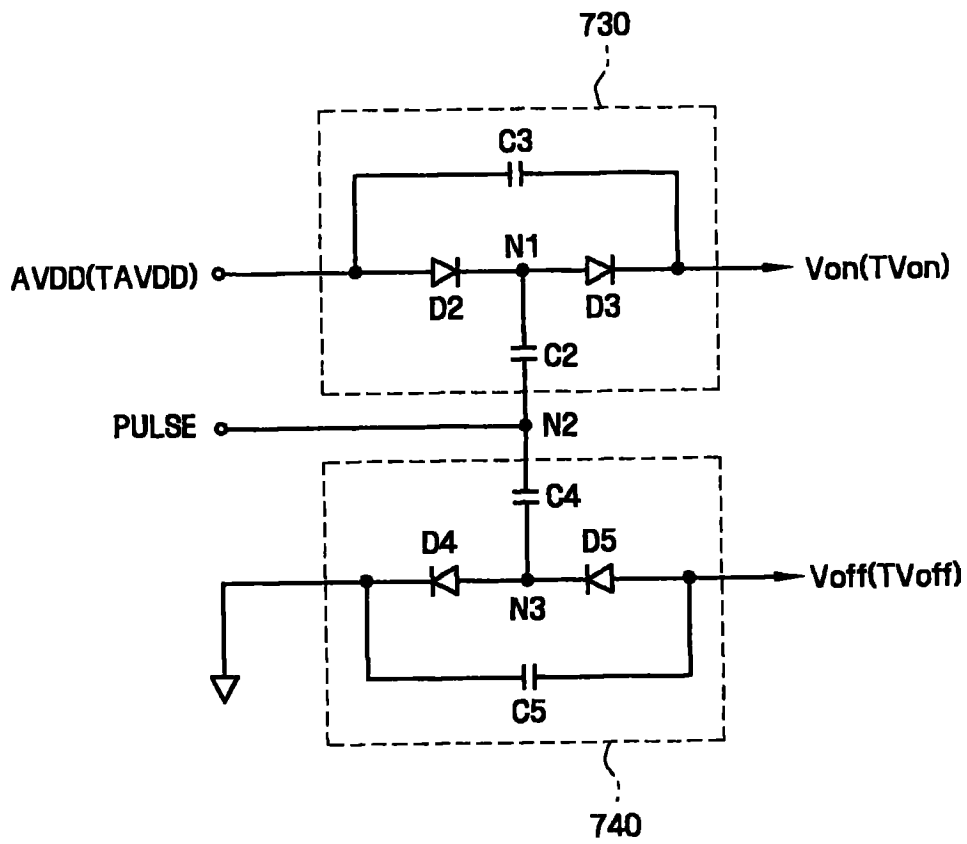 730
C3
N1
AVDD(TAVDD)
Von(TVon)
D2
D3
C2
PULSE
N2
C4
D4
D5
Voff(TVoff)
N3
C5
740